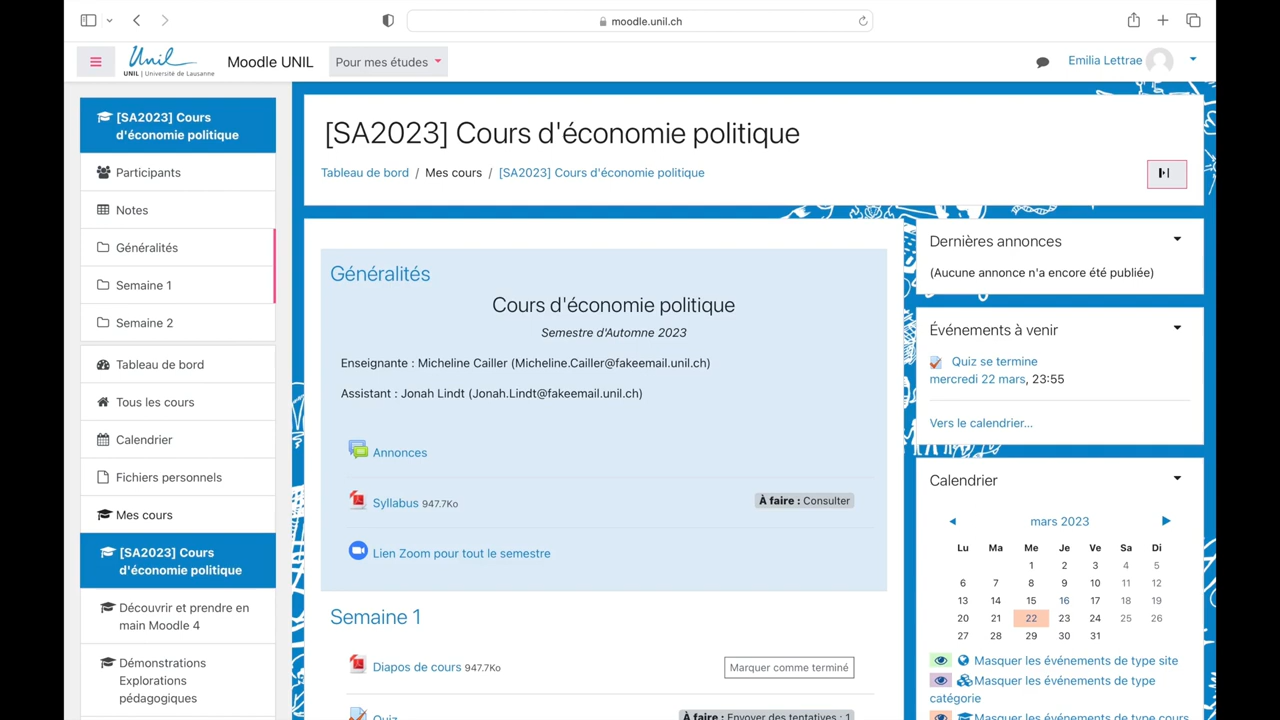 moodle.unil.ch
Unil
UNIL | Université de Lausanne
Moodle UNIL
Pour mes études
Emilia Lettrae
[SA2023] Cours
d'économie politique
Participants
Notes
Généralités
Semaine 1
Semaine 2
Tableau de bord
Tous les cours
Calendrier
Fichiers personnels
Mes cours
[SA2023] Cours
d'économie politique
Découvrir et prendre en
main Moodle 4
Démonstrations
Explorations
pédagogiques
[SA2023] Cours d'économie politique
Tableau de bord / Mes cours / [SA2023] Cours d'économie politique
Généralités
Cours d'économie politique
Semestre d'Automne 2023
Enseignante : Micheline Cailler (Micheline.Cailler@fakeemail.unil.ch)
Assistant : Jonah Lindt (Jonah.Lindt@fakeemail.unil.ch)
Annonces
Syllabus 947.7Ko
À faire : Consulter
Lien Zoom pour tout le semestre
Semaine 1
Diapos de cours 947.7Ko
Marquer comme terminé
Quiz
À faire : Envoyer des tentatives : 1
Dernières annonces
(Aucune annonce n'a encore été publiée)
Événements à venir
Quiz se termine
mercredi 22 mars, 23:55
Vers le calendrier...
Calendrier
mars 2023
Lu Ma Me Je Ve Sa Di
1 2 3 4 5
6 7 8 9 10 11 12
13 14 15 16 17 18 19
20 21 22 23 24 25 26
27 28 29 30 31
Masquer les événements de type site
Masquer les événements de type
catégorie
Masquer les événements de type cours